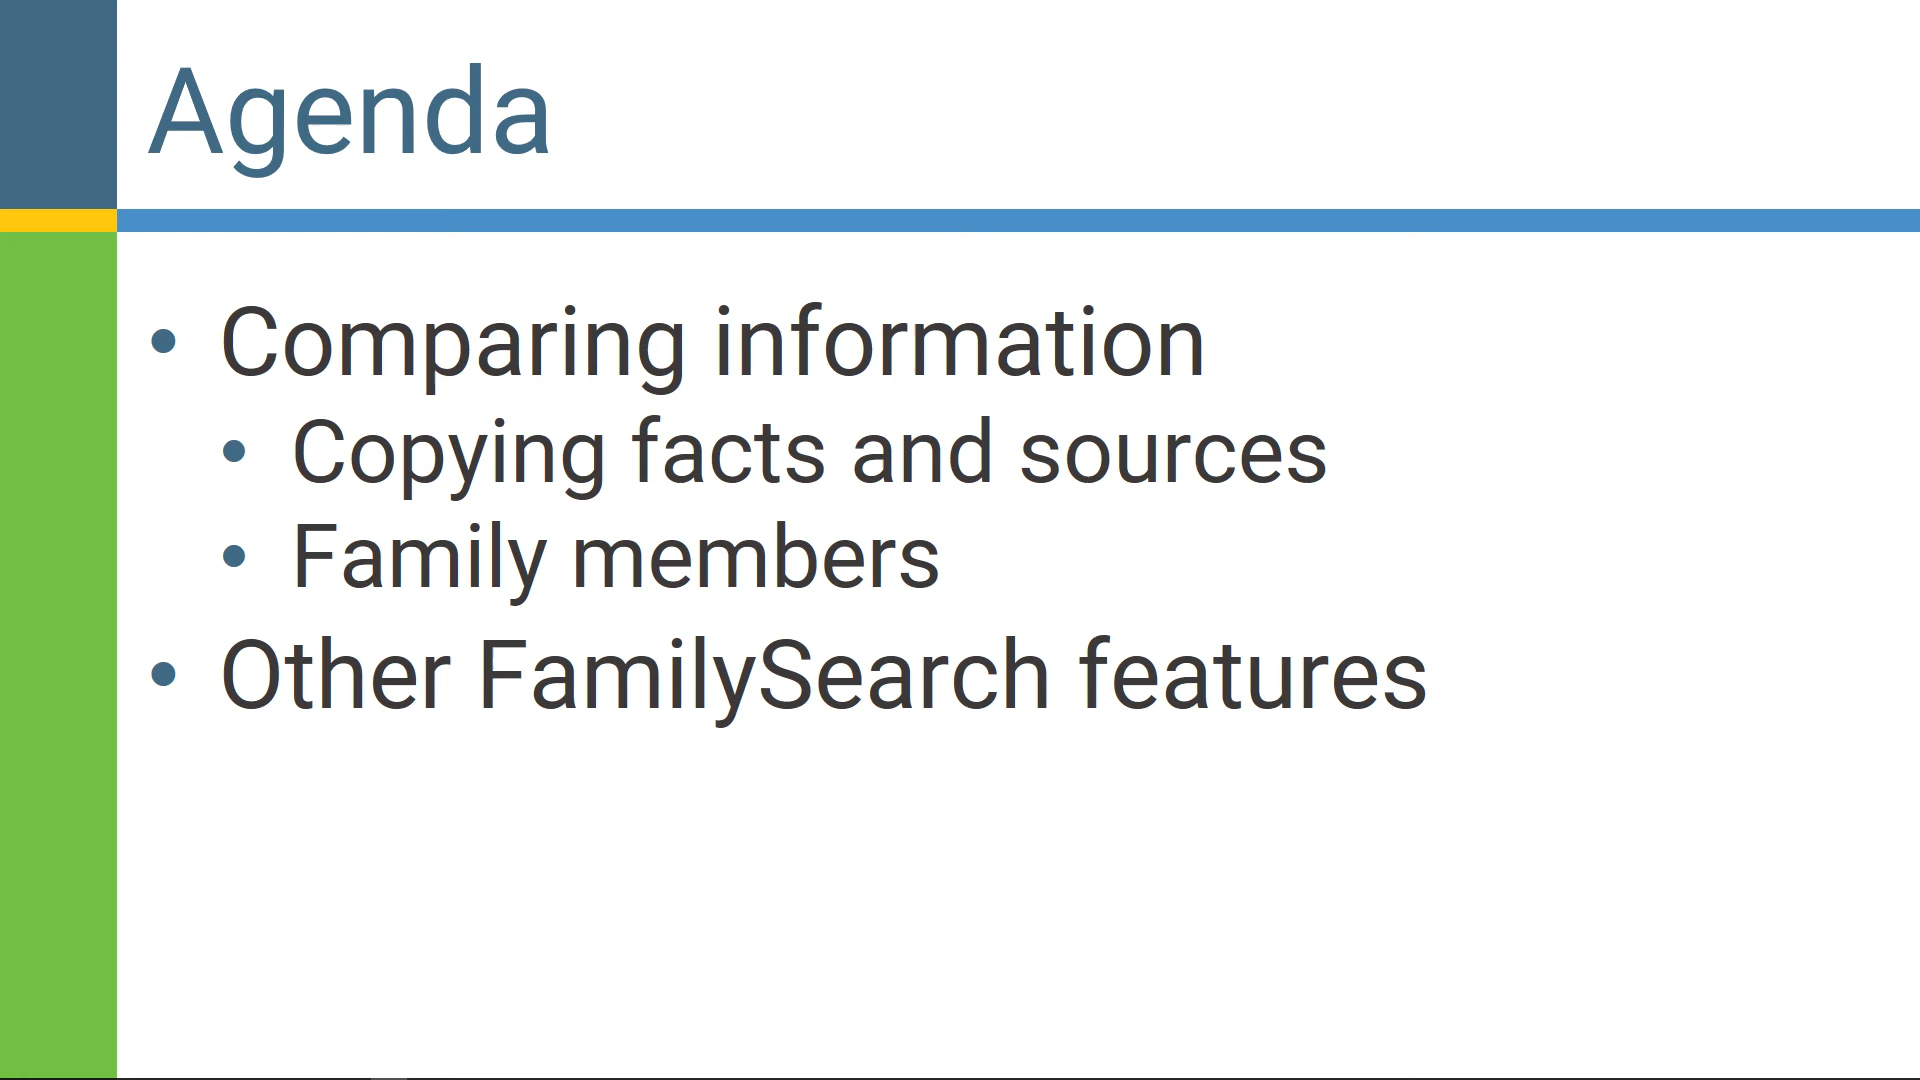 Agenda
• Comparing information
• Copying facts and sources
• Family members
• Other FamilySearch features